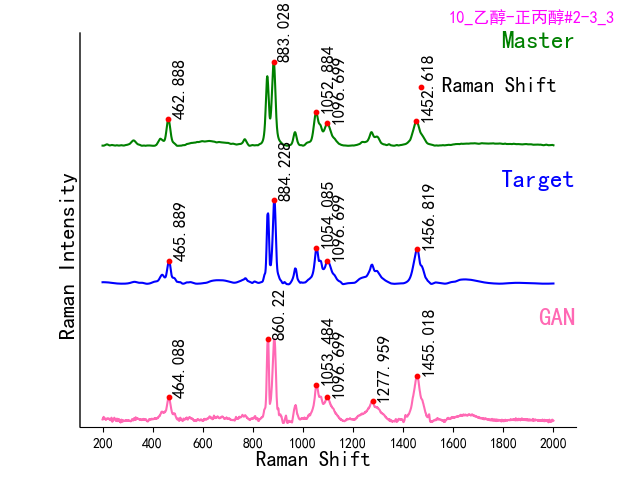 10_乙醇-正丙醇#2-3_3
Master
Raman Shift
462.888
883.028
1052.884
1096.699
1452.618
Target
465.889
884.228
1054.085
1096.699
1456.819
GAN
464.088
860.22
1053.484
1096.699
1277.959
1455.018
Raman Intensity
200 400 600 800 1000 1200 1400 1600 1800 2000
Raman Shift